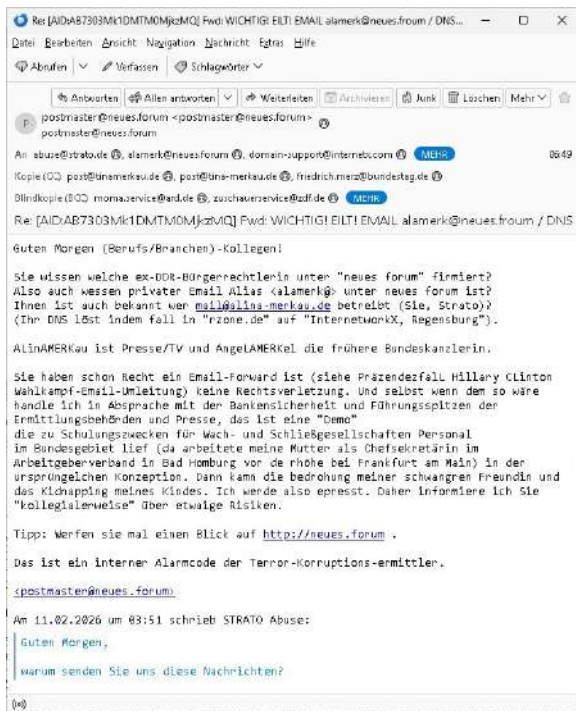 Re: [AID:AB7303Mk1DMTM0MjkzMQ] Fwd: WICHTIG! EILT! EMAIL alamerk@neues.froum / DNS...
Datei Bearbeiten Ansicht Navigation Nachricht Extras Hilfe
Abrufen Verfassen Schlagwörter
Antworten Allen antworten Weiterleiten Archivieren Junk Löschen Mehr
P
postmaster@neues.forum <postmaster@neues.forum>
postmaster@neues.forum
An abuse@strato.de, alamerk@neues.forum, domain-support@internetx.com MEHR 06:49
Kopie (CC) post@tinamerkau.de, post@tina-merkau.de, friedrich.merz@bundestag.de
Blindkopie (BCC) moma.service@ard.de, zuschauerservice@zdf.de MEHR
Re: [AID:AB7303Mk1DMTM0MjkzMQ] Fwd: WICHTIG! EILT! EMAIL alamerk@neues.froum / DNS
Guten Morgen (Berufs/Branchen)-Kollegen!
Sie wissen welche ex-DDR-Bürgerrechtlerin unter "neues forum" firmiert?
Also auch wessen privater Email Alias <alamerk@> unter neues forum ist?
Ihnen ist auch bekannt wer mail@alina-merkau.de betreibt (Sie, Strato)?
(Ihr DNS löst indem fall in "rzone.de" auf "InternetworkX, Regensburg").
ALinAMERKau ist Presse/TV und AngeLAMERKel die frühere Bundeskanzlerin.
Sie haben schon Recht ein Email-Forward ist (siehe PräzendezfalL Hillary CLinton
Wahlkampf-Email-Umleitung) keine Rechtsverletzung. Und selbst wenn dem so wäre
handle ich in Absprache mit der Bankensicherheit und Führungsspitzen der
Ermittlungsbehörden und Presse, das ist eine "Demo"
die zu Schulungszwecken für Wach- und Schließgesellschaften Personal
im Bundesgebiet lief (da arbeitete meine Mutter als Chefsekretärin im
Arbeitgeberverband in Bad Homburg vor de rhöhe bei Frankfurt am Main) in der
ursprüngelchen Konzeption. Dann kamm die bedrohung meiner schwangren Freundin und
das Kidnapping meines Kindes. Ich werde also epresst. Daher informiere ich Sie
"kollegialerweise" über etwaige Risiken.
Tipp: Werfen sie mal einen Blick auf http://neues.forum .
Das ist ein interner Alarmcode der Terror-Korruptions-ermittler.
<postmaster@neues.forum>
Am 11.02.2026 um 03:51 schrieb STRATO Abuse:
Guten Morgen,
warum senden Sie uns diese Nachrichten?